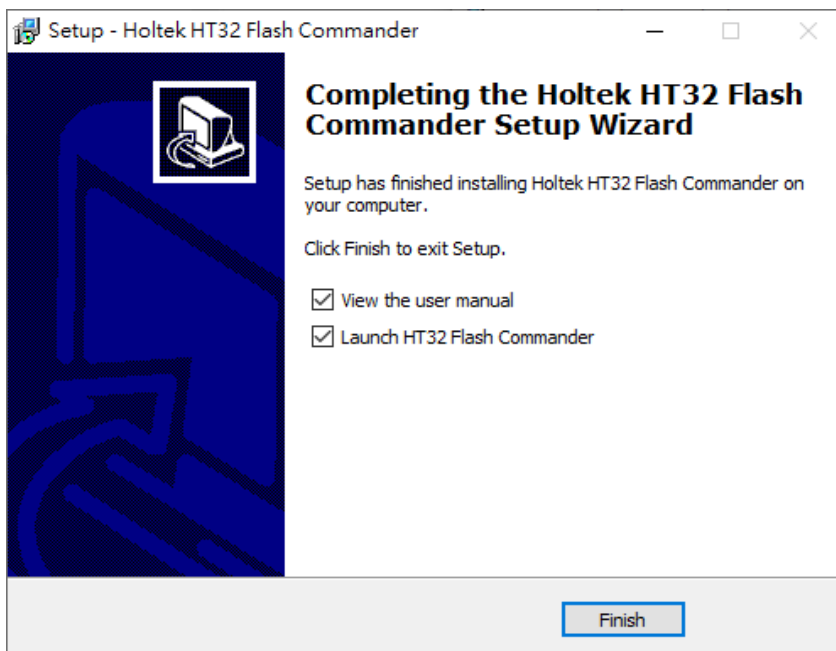 Setup - Holtek HT32 Flash Commander
Completing the Holtek HT32 Flash
Commander Setup Wizard
Setup has finished installing Holtek HT32 Flash Commander on
your computer.
Click Finish to exit Setup.
View the user manual
Launch HT32 Flash Commander
Finish